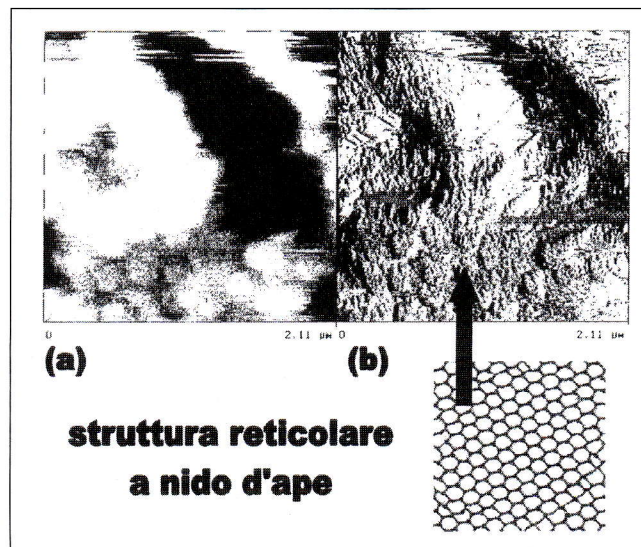 0 2.11 µm
0 2.11 µm
(a) (b)
struttura reticolare
a nido d'ape